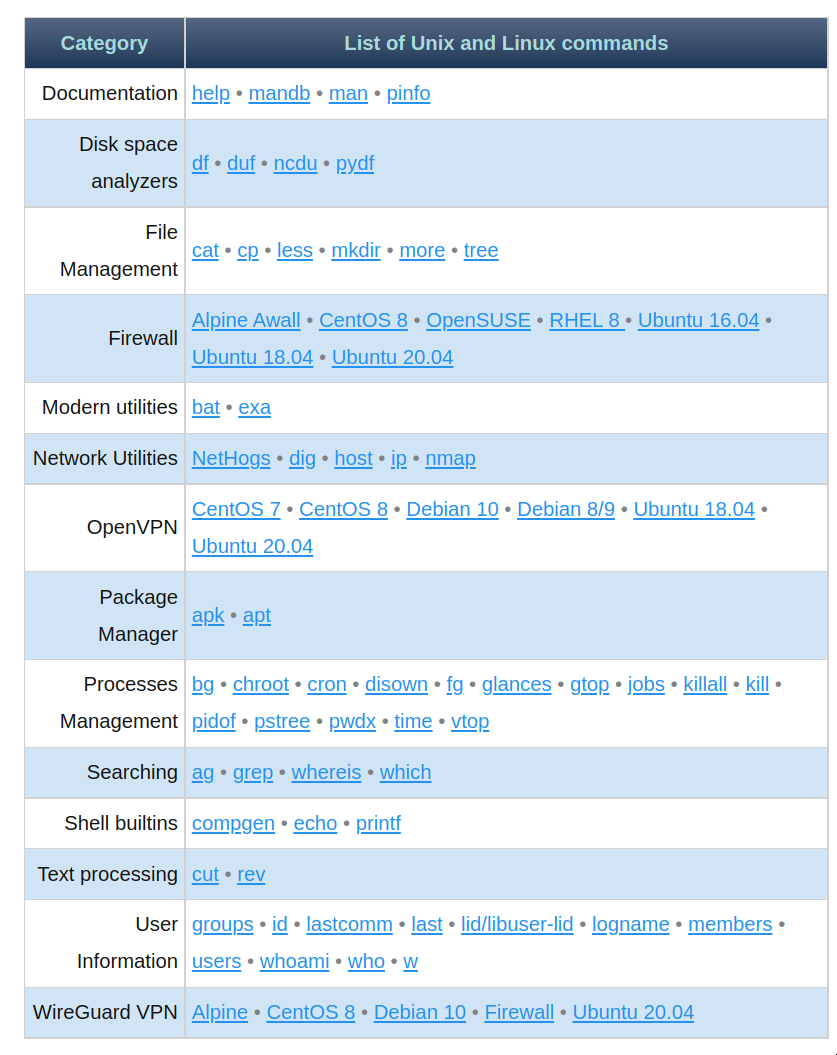 Category List of Unix and Linux commands
Documentation help • mandb • man • pinfo
Disk space
analyzers
df • duf • ncdu • pydf
File
Management
cat • cp • less • mkdir • more • tree
Firewall
Alpine Awall • CentOS 8 • OpenSUSE • RHEL 8 • Ubuntu 16.04 •
Ubuntu 18.04 • Ubuntu 20.04
Modern utilities bat • exa
Network Utilities NetHogs • dig • host • ip • nmap
OpenVPN
CentOS 7 • CentOS 8 • Debian 10 • Debian 8/9 • Ubuntu 18.04 •
Ubuntu 20.04
Package
Manager
apk • apt
Processes
Management
bg • chroot • cron • disown • fg • glances • gtop • jobs • killall • kill •
pidof • pstree • pwdx • time • vtop
Searching ag • grep • whereis • which
Shell builtins compgen • echo • printf
Text processing cut • rev
User
Information
groups • id • lastcomm • last • lid/libuser-lid • logname • members •
users • whoami • who • w
WireGuard VPN Alpine • CentOS 8 • Debian 10 • Firewall • Ubuntu 20.04